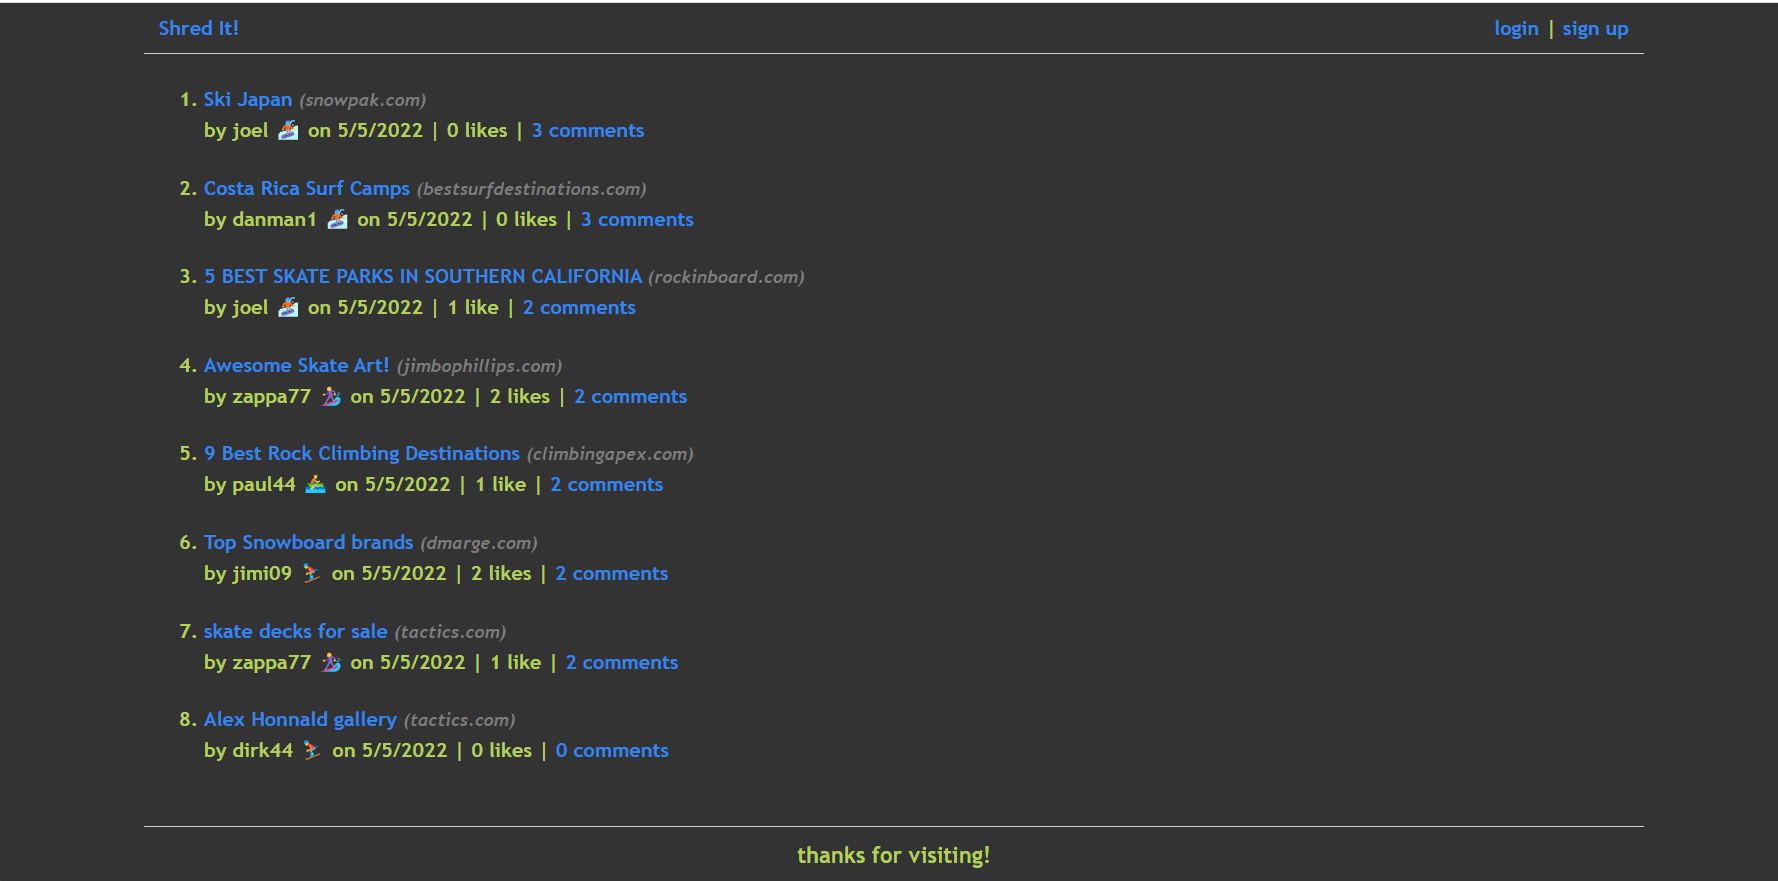 Shred It!
login | sign up
1. Ski Japan (snowpak.com)
by joel 🏂 on 5/5/2022 | 0 likes | 3 comments
2. Costa Rica Surf Camps (bestsurfdestinations.com)
by danman1 🏂 on 5/5/2022 | 0 likes | 3 comments
3. 5 BEST SKATE PARKS IN SOUTHERN CALIFORNIA (rockinboard.com)
by joel 🏂 on 5/5/2022 | 1 like | 2 comments
4. Awesome Skate Art! (jimbophillips.com)
by zappa77 🏄 on 5/5/2022 | 2 likes | 2 comments
5. 9 Best Rock Climbing Destinations (climbingapex.com)
by paul44 🚣 on 5/5/2022 | 1 like | 2 comments
6. Top Snowboard brands (dmarge.com)
by jimi09 ⛷ on 5/5/2022 | 2 likes | 2 comments
7. skate decks for sale (tactics.com)
by zappa77 🏄 on 5/5/2022 | 1 like | 2 comments
8. Alex Honnald gallery (tactics.com)
by dirk44 ⛷ on 5/5/2022 | 0 likes | 0 comments
thanks for visiting!